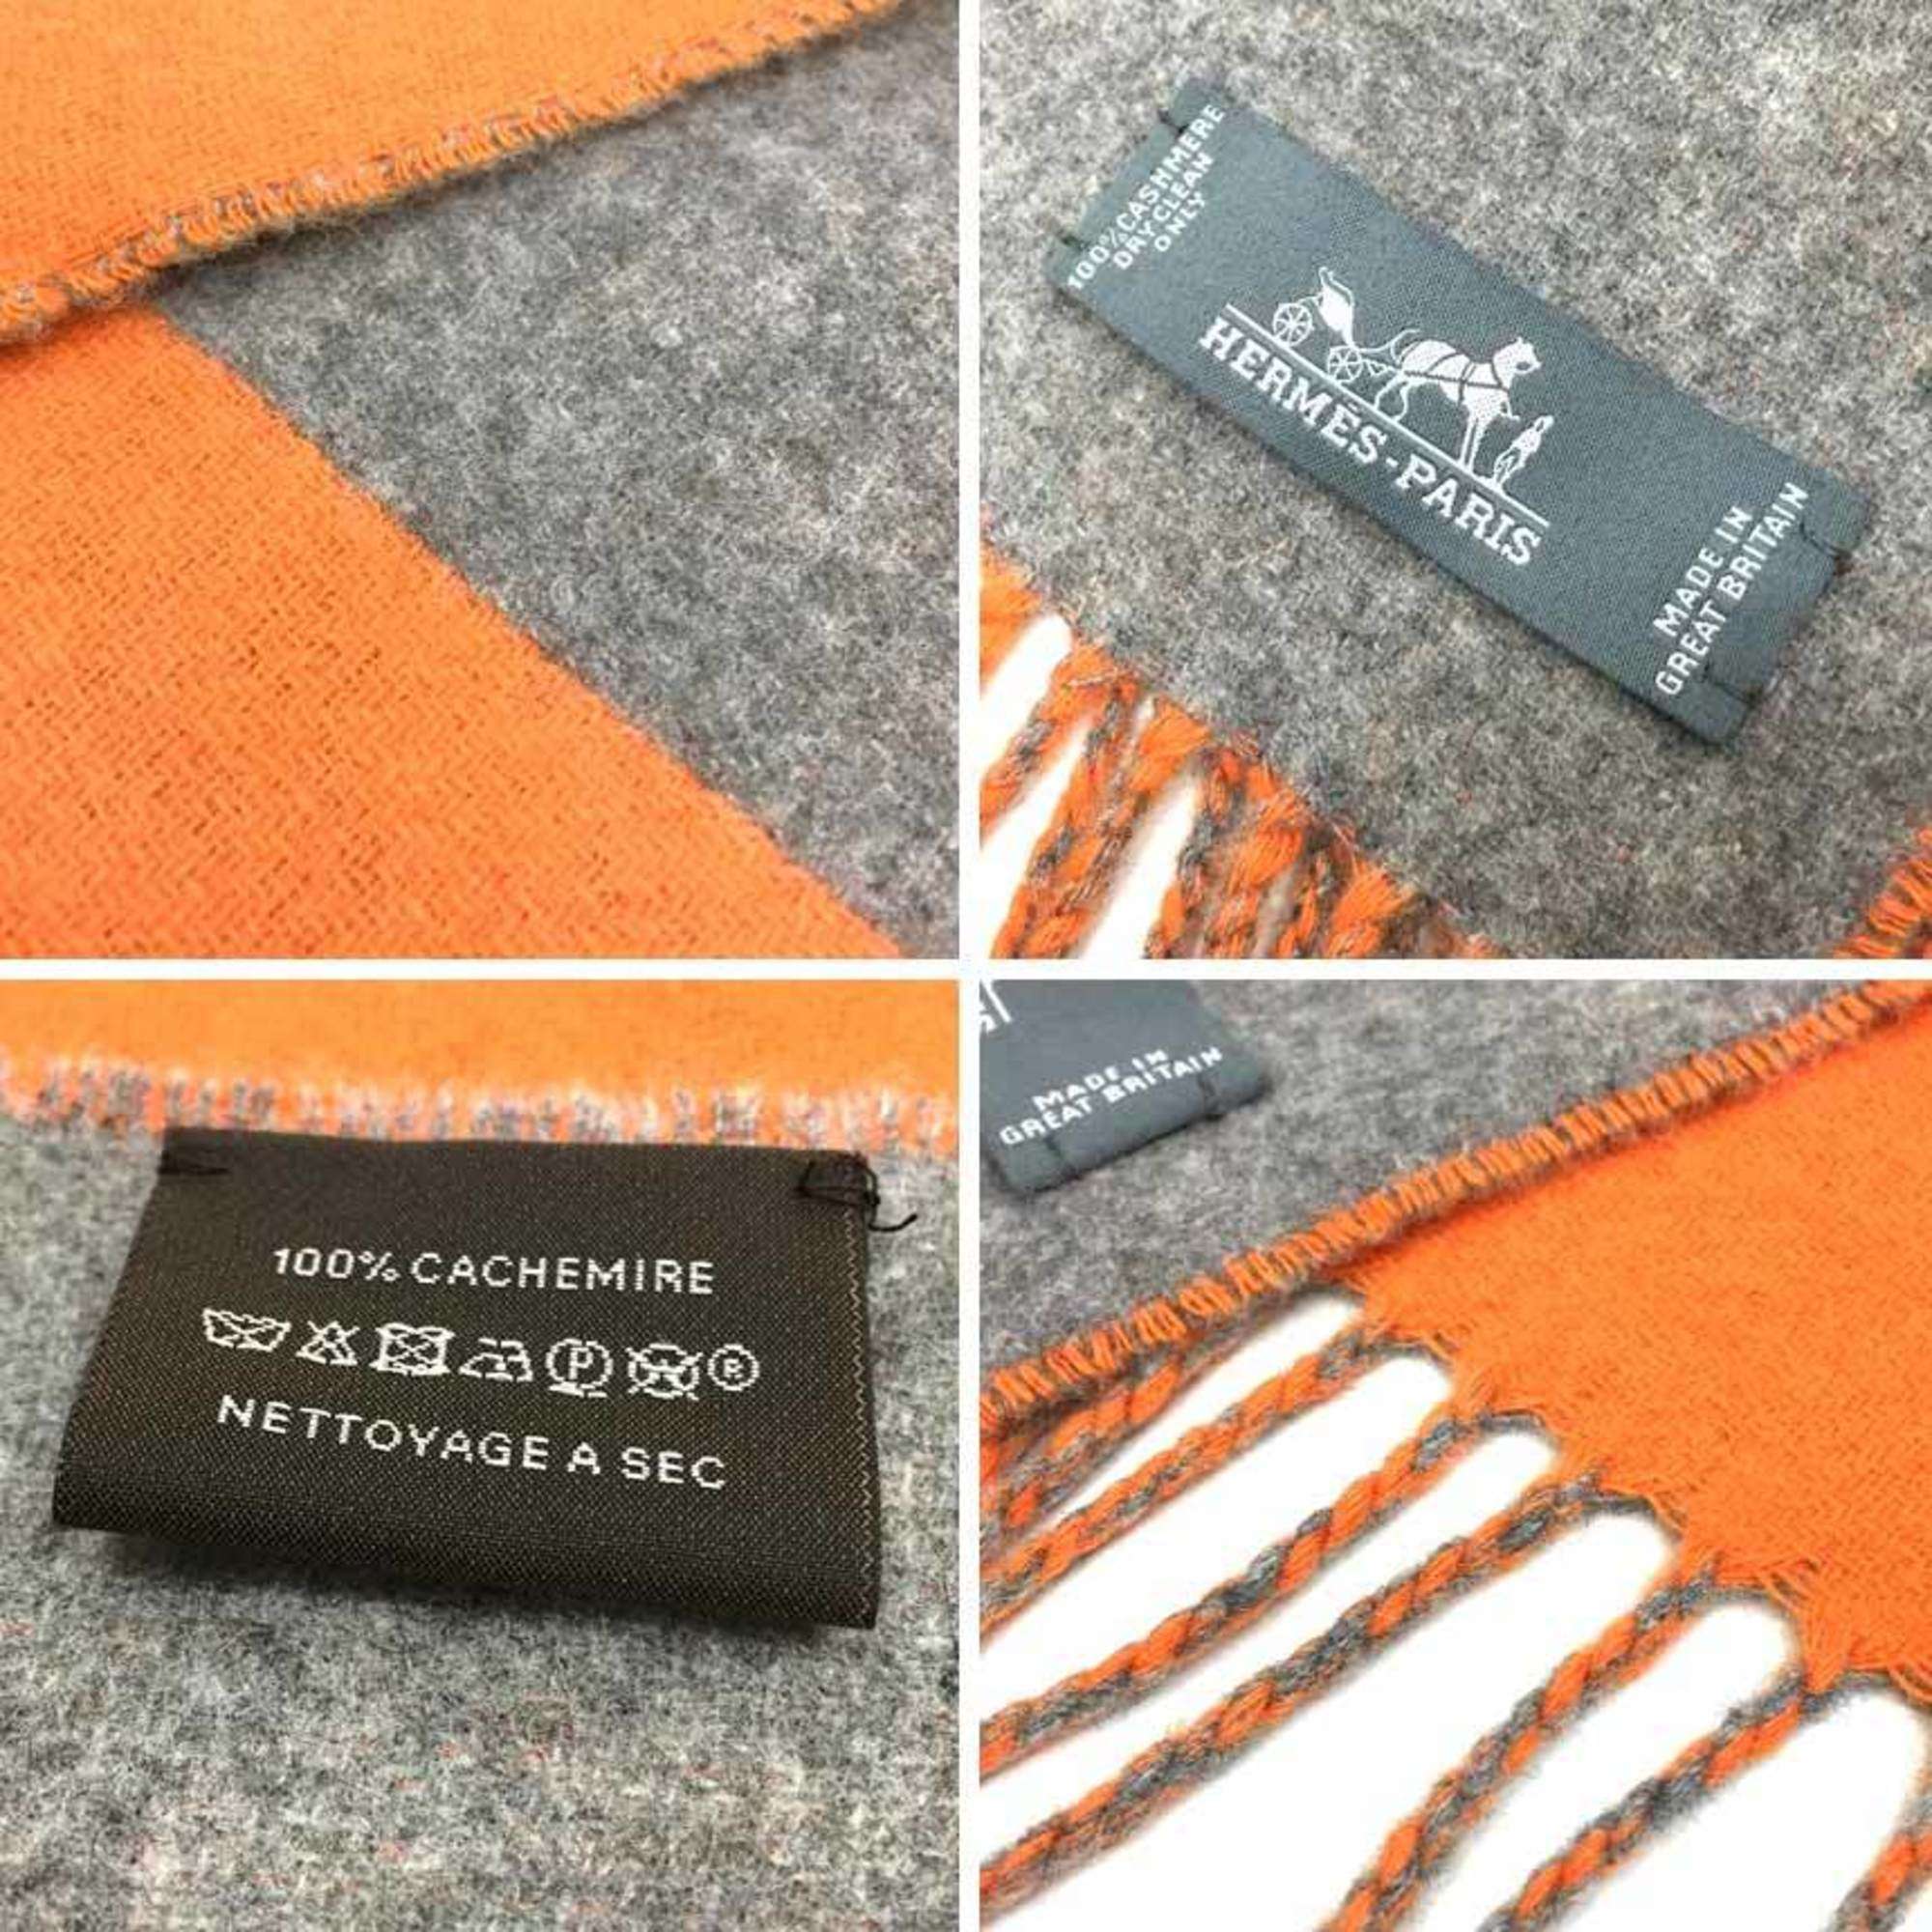 100% CASHMERE
DRY CLEAN
ONLY
HERMÈS-PARIS
MADE IN
GREAT BRITAIN
100% CACHEMIRE
P
®
NETTOYAGE A SEC
MADE IN
GREAT BRITAIN